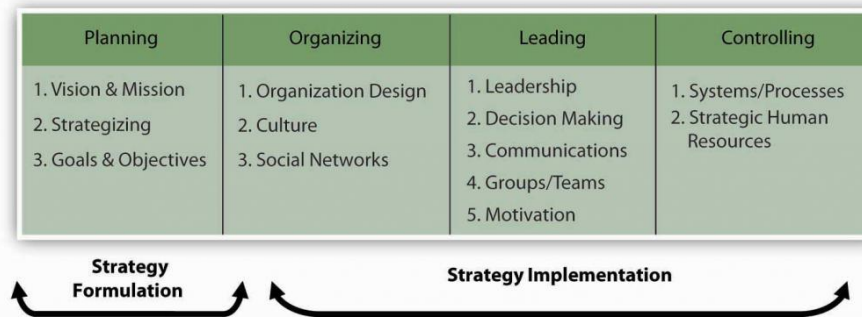 Planning
1. Vision & Mission
2. Strategizing
3. Goals & Objectives
Organizing
1. Organization Design
2. Culture
3. Social Networks
Leading
1. Leadership
2. Decision Making
3. Communications
4. Groups/Teams
5. Motivation
Controlling
1. Systems/Processes
2. Strategic Human
Resources
Strategy
Formulation
Strategy Implementation